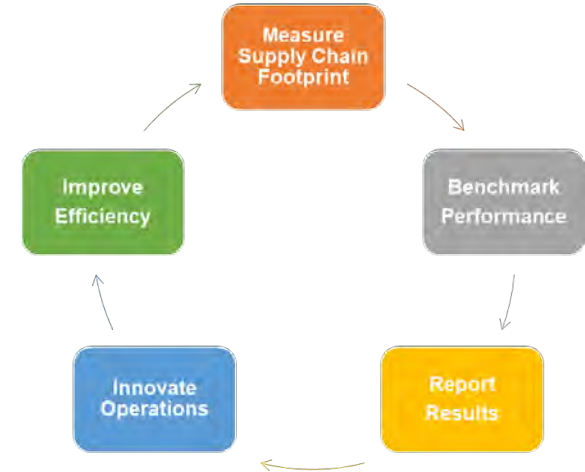 Measure
Supply Chain
Footprint
Benchmark
Performance
Report
Results
Innovate
Operations
Improve
Efficiency